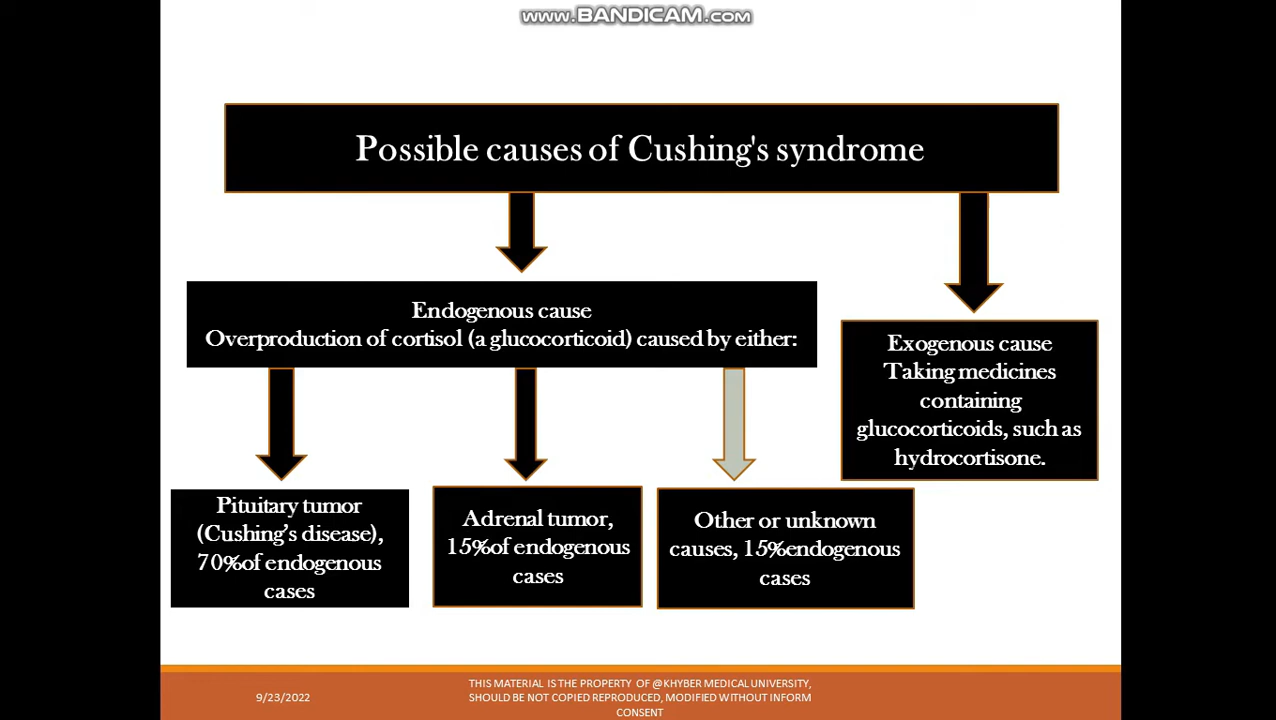 www.BANDICAM.com
Possible causes of Cushing's syndrome
Endogenous cause
Overproduction of cortisol (a glucocorticoid) caused by either:
Exogenous cause
Taking medicines
containing
glucocorticoids, such as
hydrocortisone.
Pituitary tumor
(Cushing’s disease),
70%of endogenous
cases
Adrenal tumor,
15%of endogenous
cases
Other or unknown
causes, 15%endogenous
cases
9/23/2022
THIS MATERIAL IS THE PROPERTY OF @KHYBER MEDICAL UNIVERSITY,
SHOULD BE NOT COPIED REPRODUCED, MODIFIED WITHOUT INFORM
CONSENT